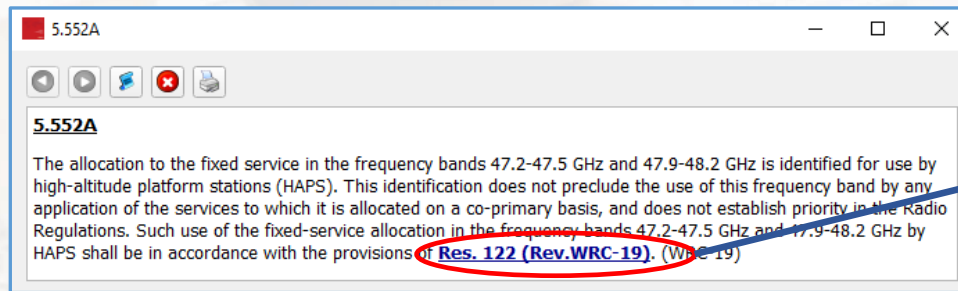 5.552A
5.552A
The allocation to the fixed service in the frequency bands 47.2-47.5 GHz and 47.9-48.2 GHz is identified for use by
high-altitude platform stations (HAPS). This identification does not preclude the use of this frequency band by any
application of the services to which it is allocated on a co-primary basis, and does not establish priority in the Radio
Regulations. Such use of the fixed-service allocation in the frequency bands 47.2-47.5 GHz and 47.9-48.2 GHz by
HAPS shall be in accordance with the provisions of Res. 122 (Rev.WRC-19). (WRC-19)